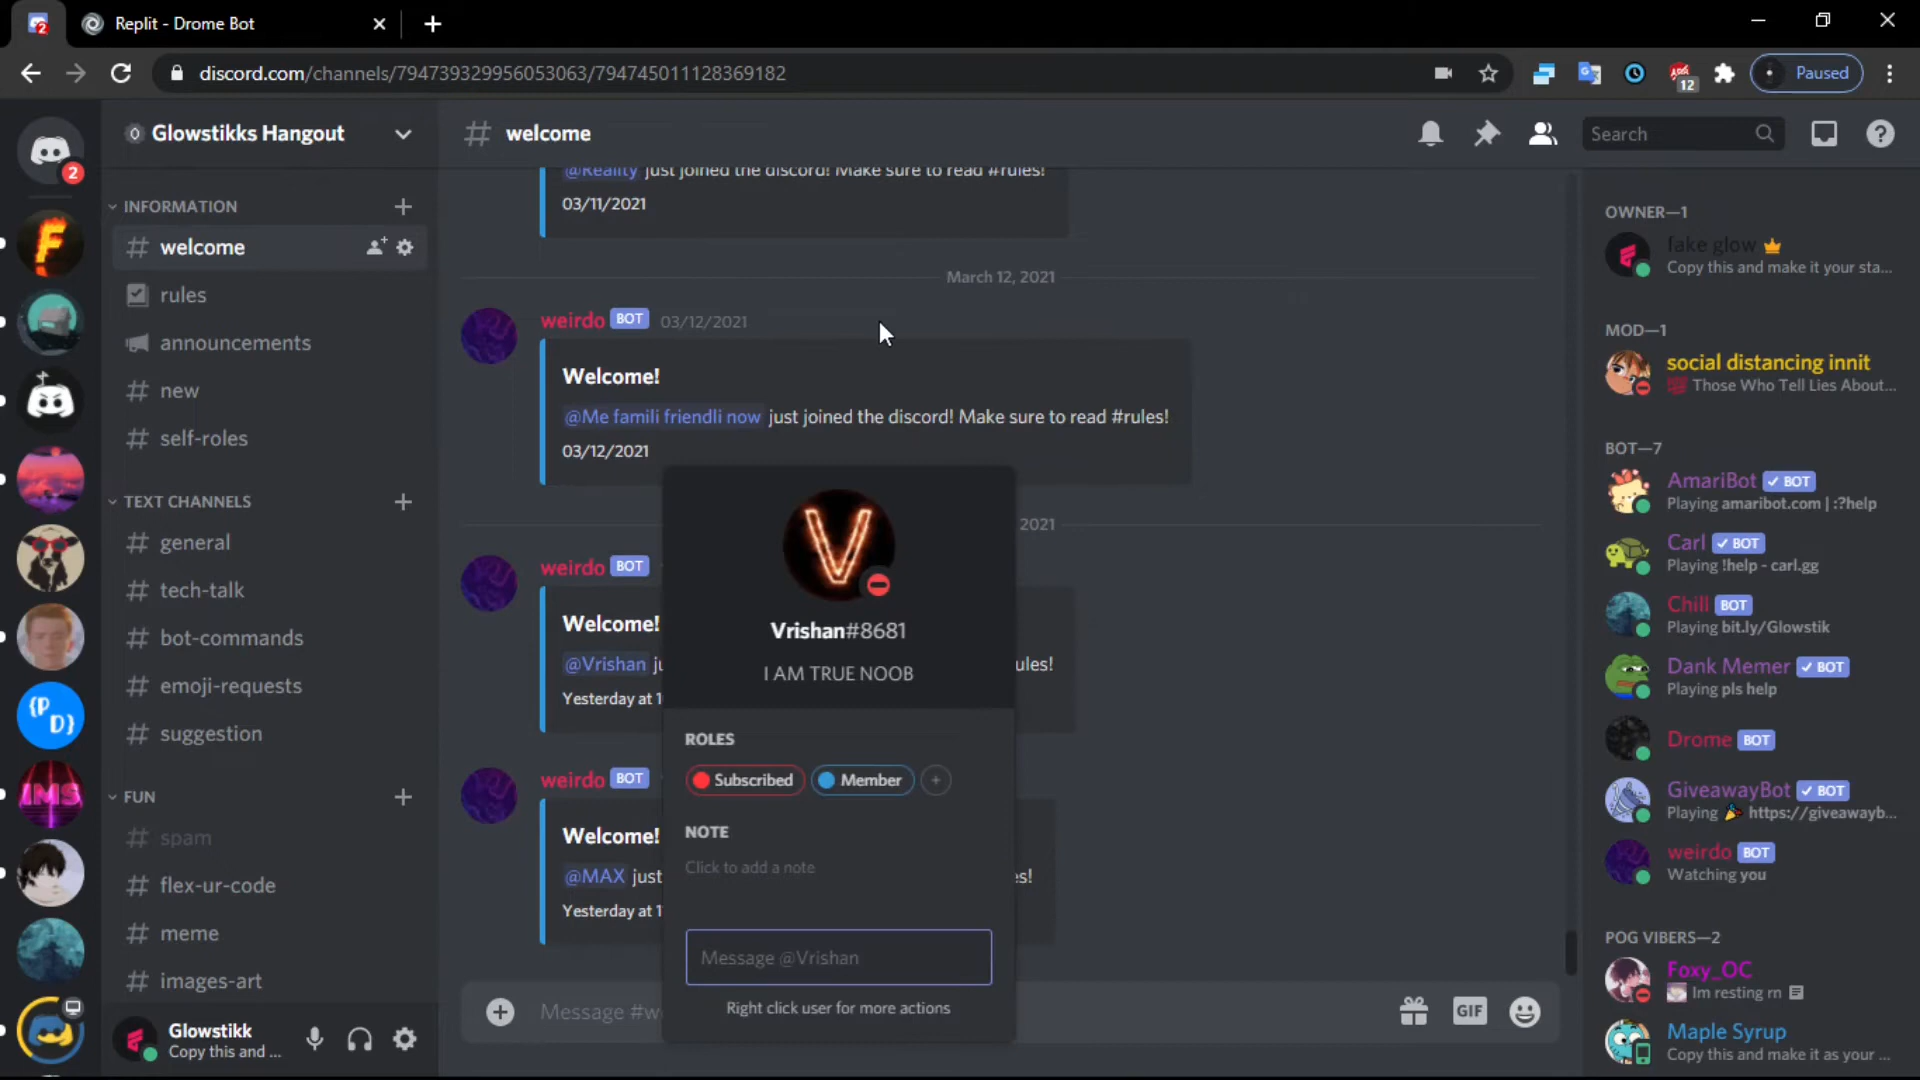 Replit - Drome Bot
discord.com/channels/794739329956053063/794745011128369182
12
Paused
2
F
{P
D}
IMS
Glowstikks Hangout
INFORMATION
welcome
rules
announcements
new
self-roles
TEXT CHANNELS
general
tech-talk
bot-commands
emoji-requests
suggestion
FUN
spam
flex-ur-code
meme
images-art
Glowstikk
Copy this and ...
welcome
Search
@Reality just joined the discord! Make sure to read #rules!
03/11/2021
March 12, 2021
weirdo BOT 03/12/2021
Welcome!
@Me famili friendli now just joined the discord! Make sure to read #rules!
03/12/2021
2021
weirdo BOT
Welcome!
@Vrishan ju
ules!
Yesterday at 1
weirdo BOT
Welcome!
@MAX just
es!
Yesterday at 1
Message #we
GIF
V
Vrishan#8681
I AM TRUE NOOB
ROLES
Subscribed
Member
NOTE
Click to add a note
Message @Vrishan
Right click user for more actions
OWNER—1
fake glow
Copy this and make it your sta...
MOD—1
social distancing innit
Those Who Tell Lies About...
BOT—7
AmariBot BOT
Playing amaribot.com | :?help
Carl BOT
Playing !help - carl.gg
Chill BOT
Playing bit.ly/Glowstik
Dank Memer BOT
Playing pls help
Drome BOT
GiveawayBot BOT
Playing 🎉 https://giveawayb...
weirdo BOT
Watching you
POG VIBERS—2
Foxy_OC
Im resting rn
Maple Syrup
Copy this and make it as your ...